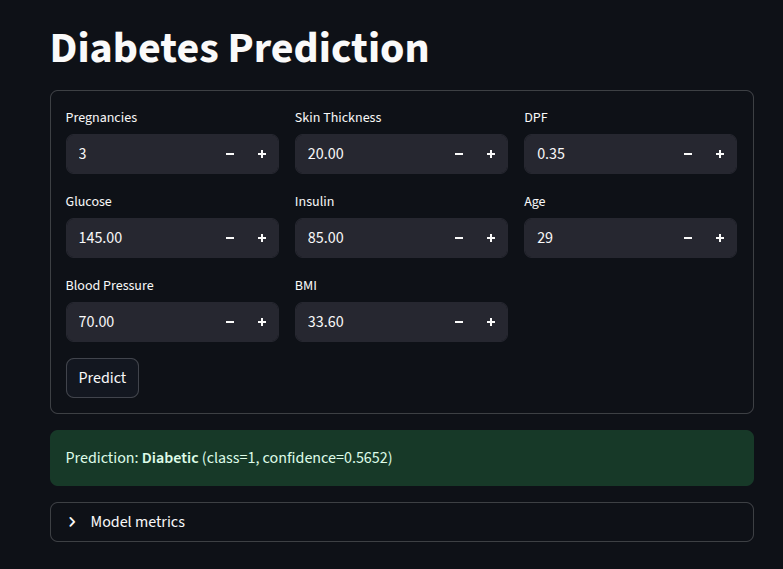 Diabetes Prediction
Pregnancies Skin Thickness DPF
3 − + 20.00 − + 0.35 − +
Glucose Insulin Age
145.00 − + 85.00 − + 29 − +
Blood Pressure BMI
70.00 − + 33.60 − +
Predict
Prediction: Diabetic (class=1, confidence=0.5652)
Model metrics